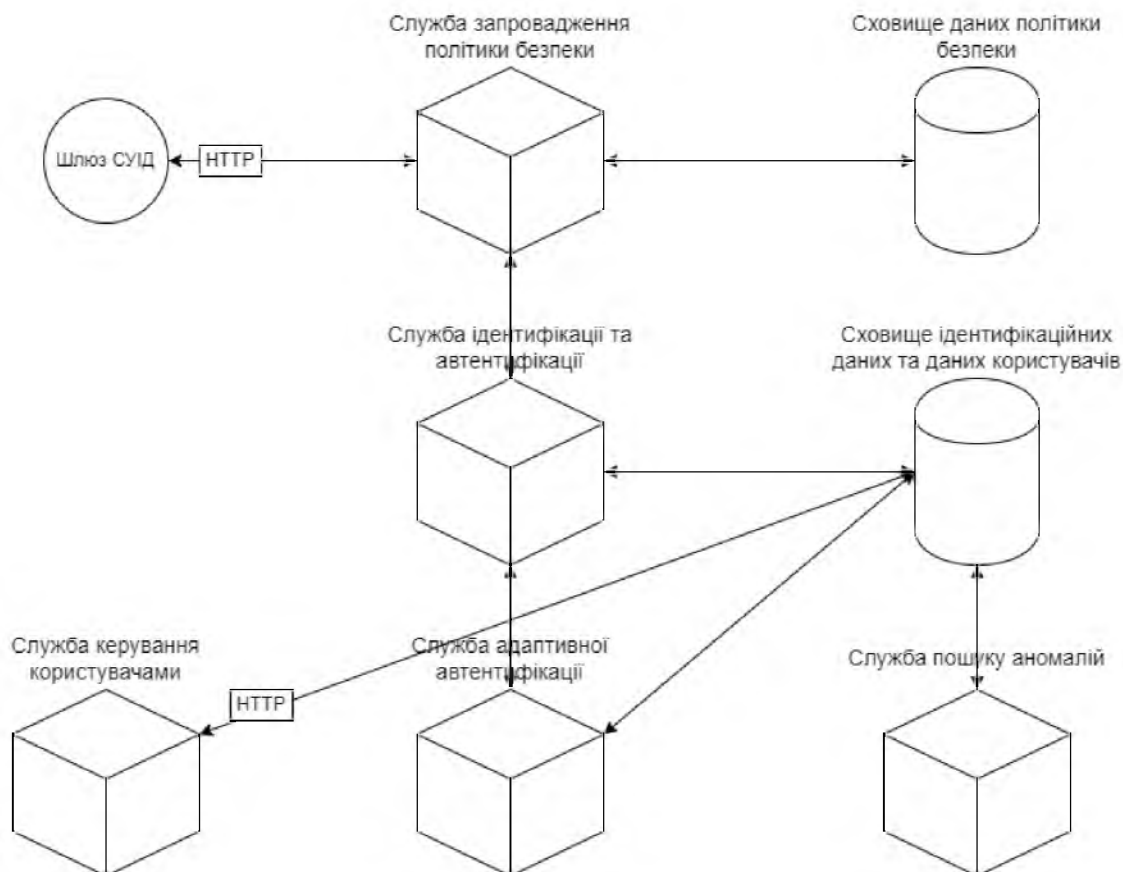 Служба запровадження
політики безпеки
Сховище даних політики
безпеки
Шлюз СУІД
HTTP
Служба ідентифікації та
автентифікації
Сховище ідентифікаційних
даних та даних користувачів
Служба керування
користувачами
HTTP
Служба адаптивної
автентифікації
Служба пошуку аномалій